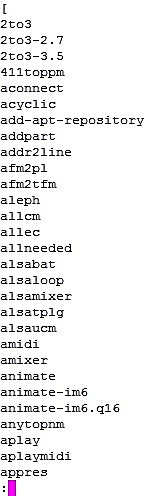 [
2to3
2to3-2.7
2to3-3.5
411toppm
aconnect
acyclic
add-apt-repository
addpart
addr2line
afm2pl
afm2tfm
aleph
allcm
allec
allneeded
alsabat
alsaloop
alsamixer
alsatplg
alsaucm
amidi
amixer
animate
animate-im6
animate-im6.q16
anytopnm
aplay
aplaymidi
appres
: